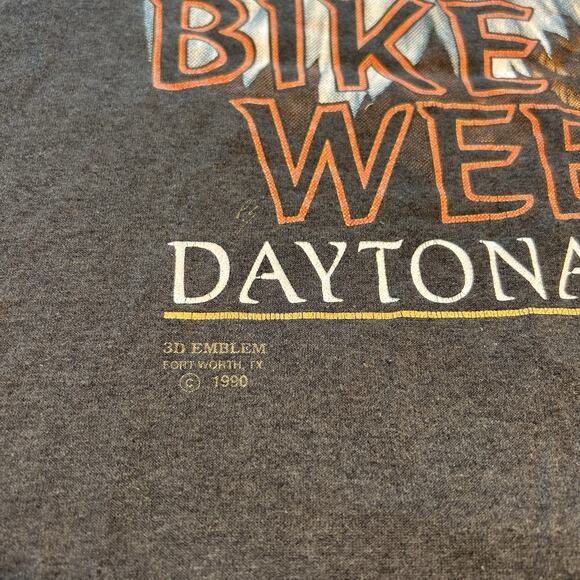 BIKE
WEE
DAYTONA
3D EMBLEM
FORT WORTH, TX
© 1990